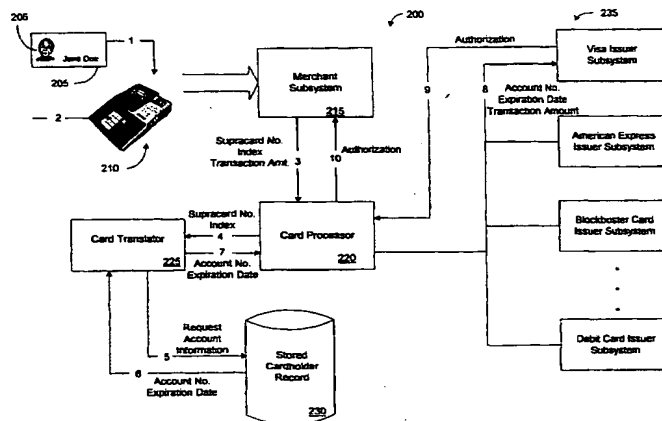 200
235
206
Jane Doe
205
1
2
210
Merchant
Subsystem
215
Authorization
Visa Issuer
Subsystem
9
8
Account No.
Expiration Date
Transaction Amount
American Express
Issuer Subsystem
Supracard No.
Index
Transaction Amt.
3
10
Authorization
Supracard No.
Index
4
7
Account No.
Expiration Date
Card Translator
225
Card Processor
220
Blockboster Card
Issuer Subsystem
Debit Card Issuer
Subsystem
Request
Account
Information
5
6
Account No.
Expiration Date
Stored
Cardholder
Record
230